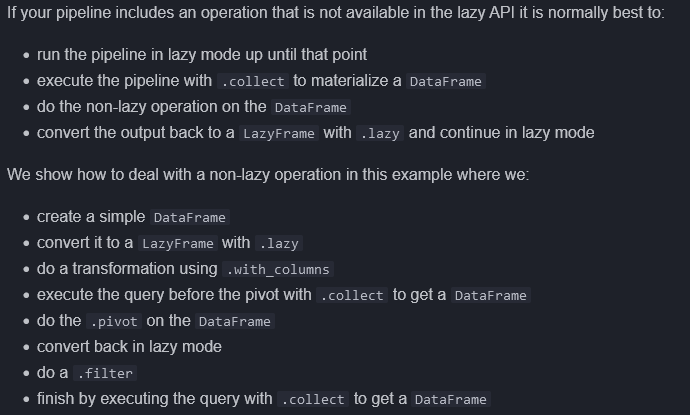 If your pipeline includes an operation that is not available in the lazy API it is normally best to:
• run the pipeline in lazy mode up until that point
• execute the pipeline with .collect to materialize a DataFrame
• do the non-lazy operation on the DataFrame
• convert the output back to a LazyFrame with .lazy and continue in lazy mode
We show how to deal with a non-lazy operation in this example where we:
• create a simple DataFrame
• convert it to a LazyFrame with .lazy
• do a transformation using .with_columns
• execute the query before the pivot with .collect to get a DataFrame
• do the .pivot on the DataFrame
• convert back in lazy mode
• do a .filter
• finish by executing the query with .collect to get a DataFrame